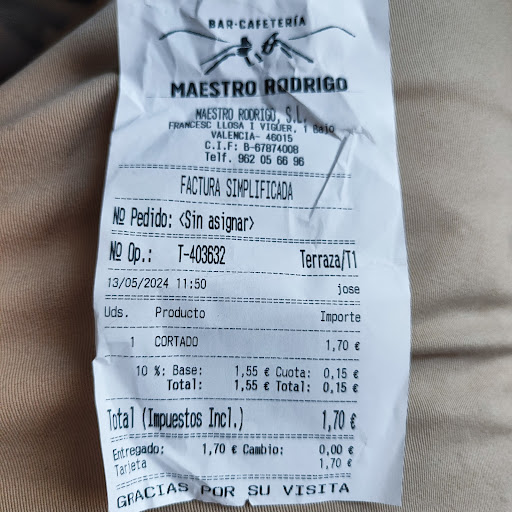 BAR-CAFETERÍA
MAESTRO RODRIGO
MAESTRO RODRIGO, S.L.
FRANCESC LLOSA I VIGUER. 1 Bajo
VALENCIA- 46015
C.I.F: B-67874008
Telf. 962 05 66 96
FACTURA SIMPLIFICADA
Nº Pedido: <Sin asignar>
Nº Op.: T-403632 Terraza/T1
13/05/2024 11:50 jose
Uds. Producto Importe
1 CORTADO 1,70 €
10 %: Base: 1,55 € Cuota: 0,15 €
Total: 1,55 € Total: 0,15 €
Total (Impuestos Incl.) 1,70 €
Entregado: 1,70 € Cambio: 0,00 €
Tarjeta 1,70 €
GRACIAS POR SU VISITA